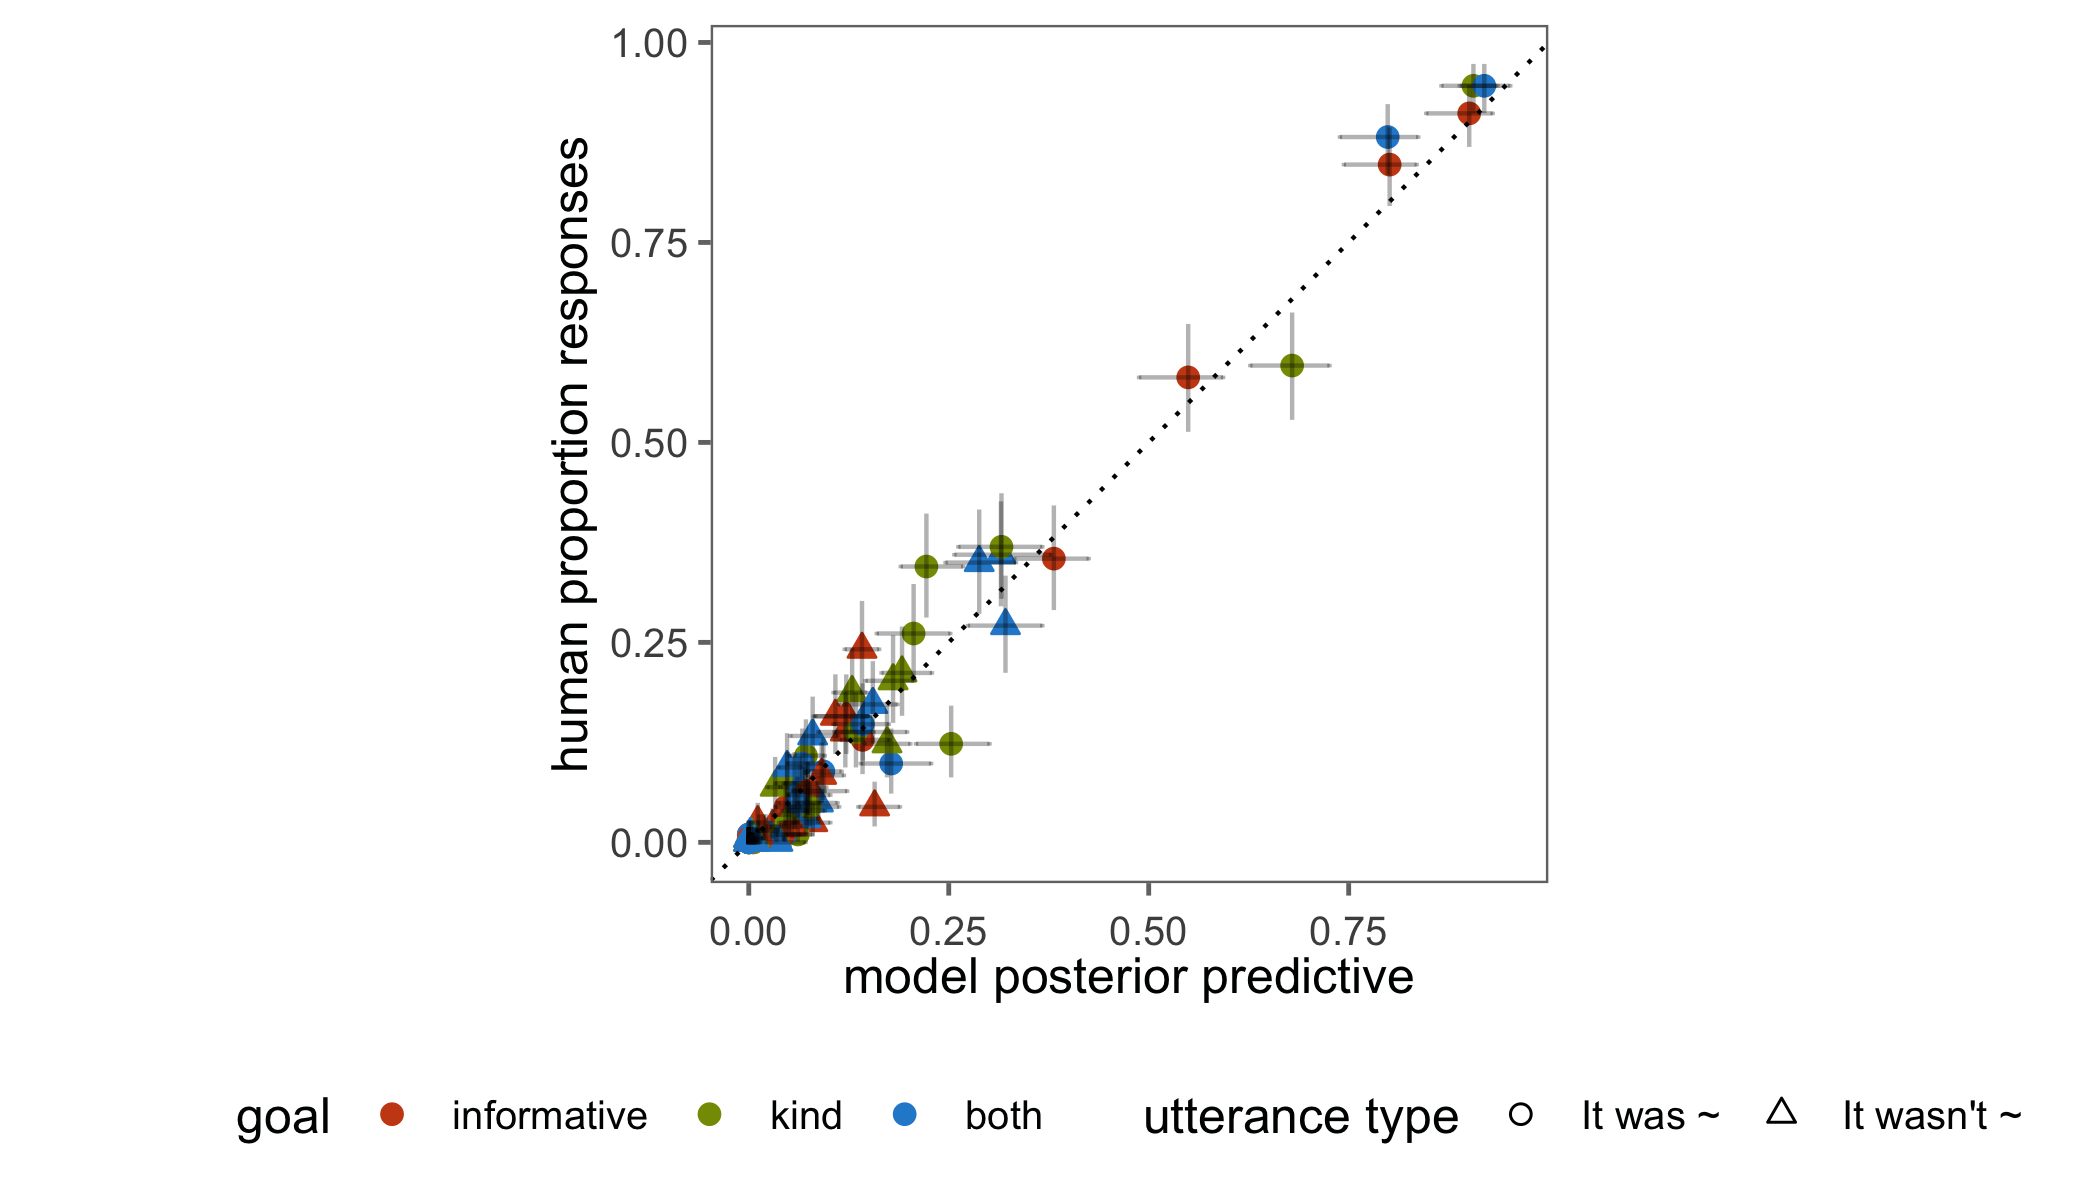 1.00
0.75
0.50
0.25
0.00
human proportion responses
0.00 0.25 0.50 0.75
model posterior predictive
goal informative kind both utterance type It was ~ It wasn't ~